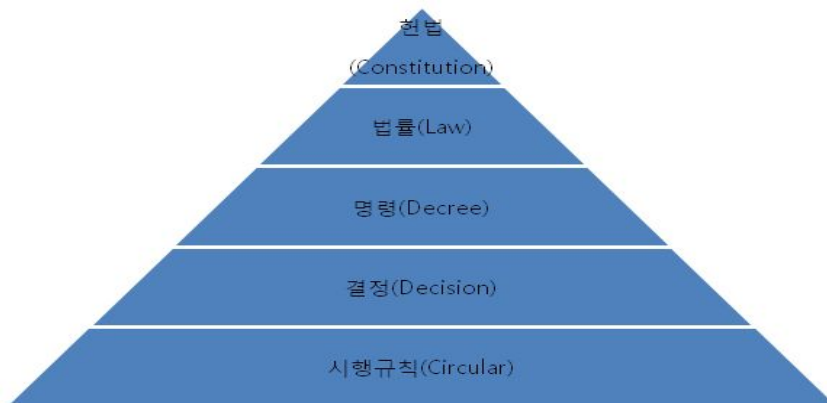 헌법
(Constitution)
법률(Law)
명령(Decree)
결정(Decision)
시행규칙(Circular)